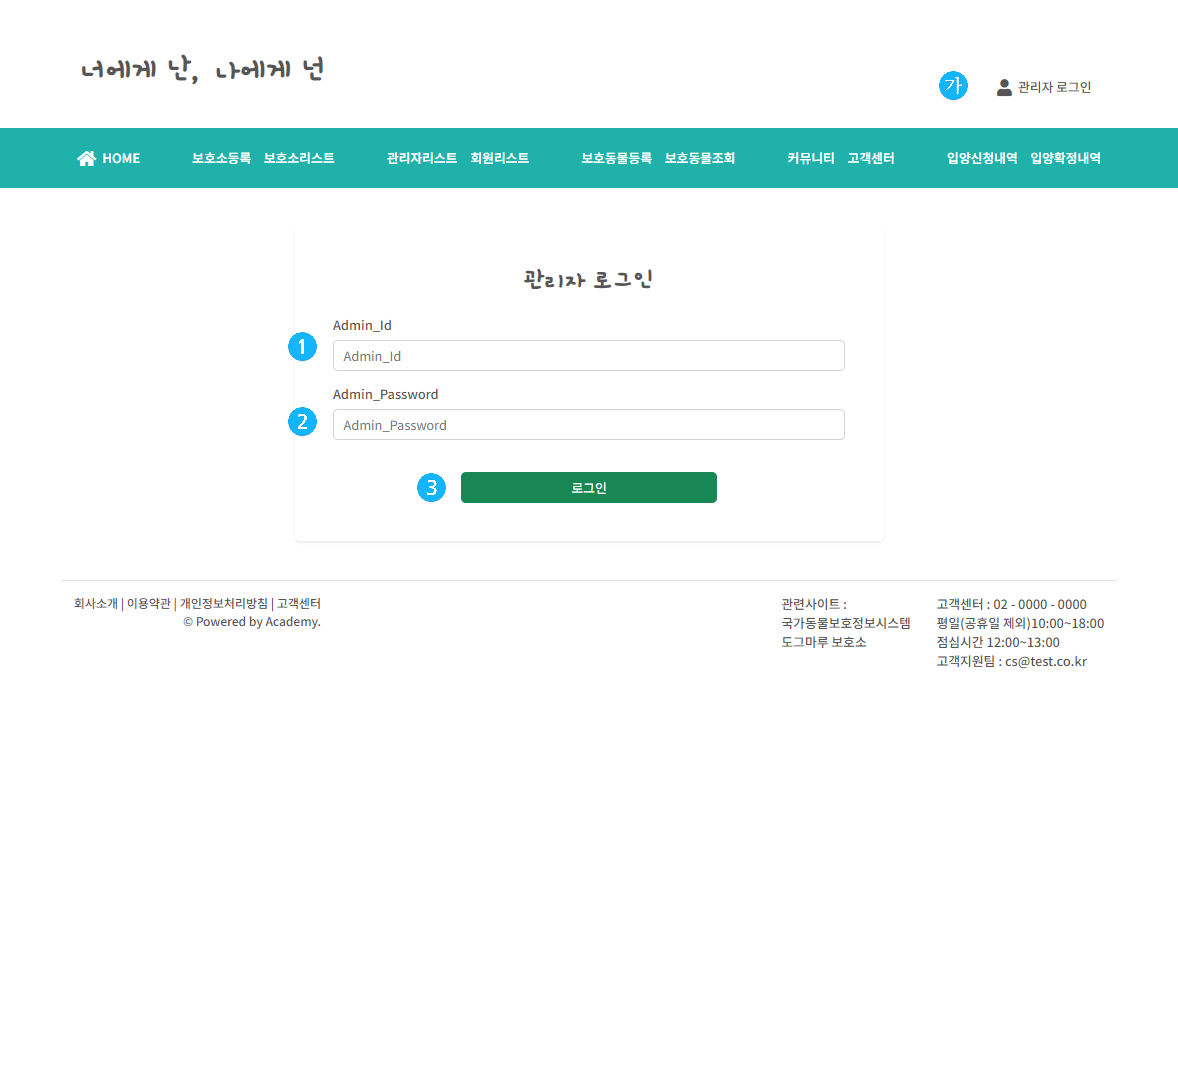 너에게 난, 나에게 넌
가 관리자 로그인
HOME 보호소등록 보호소리스트 관리자리스트 회원리스트 보호동물등록 보호동물조회 커뮤니티 고객센터 입양신청내역 입양확정내역
관리자 로그인
Admin_Id
1 Admin_Id
Admin_Password
2 Admin_Password
3 로그인
회사소개 | 이용약관 | 개인정보처리방침 | 고객센터
© Powered by Academy.
관련사이트 :
국가동물보호정보시스템
도그마루 보호소
고객센터 : 02 - 0000 - 0000
평일(공휴일 제외)10:00~18:00
점심시간 12:00~13:00
고객지원팀 : cs@test.co.kr